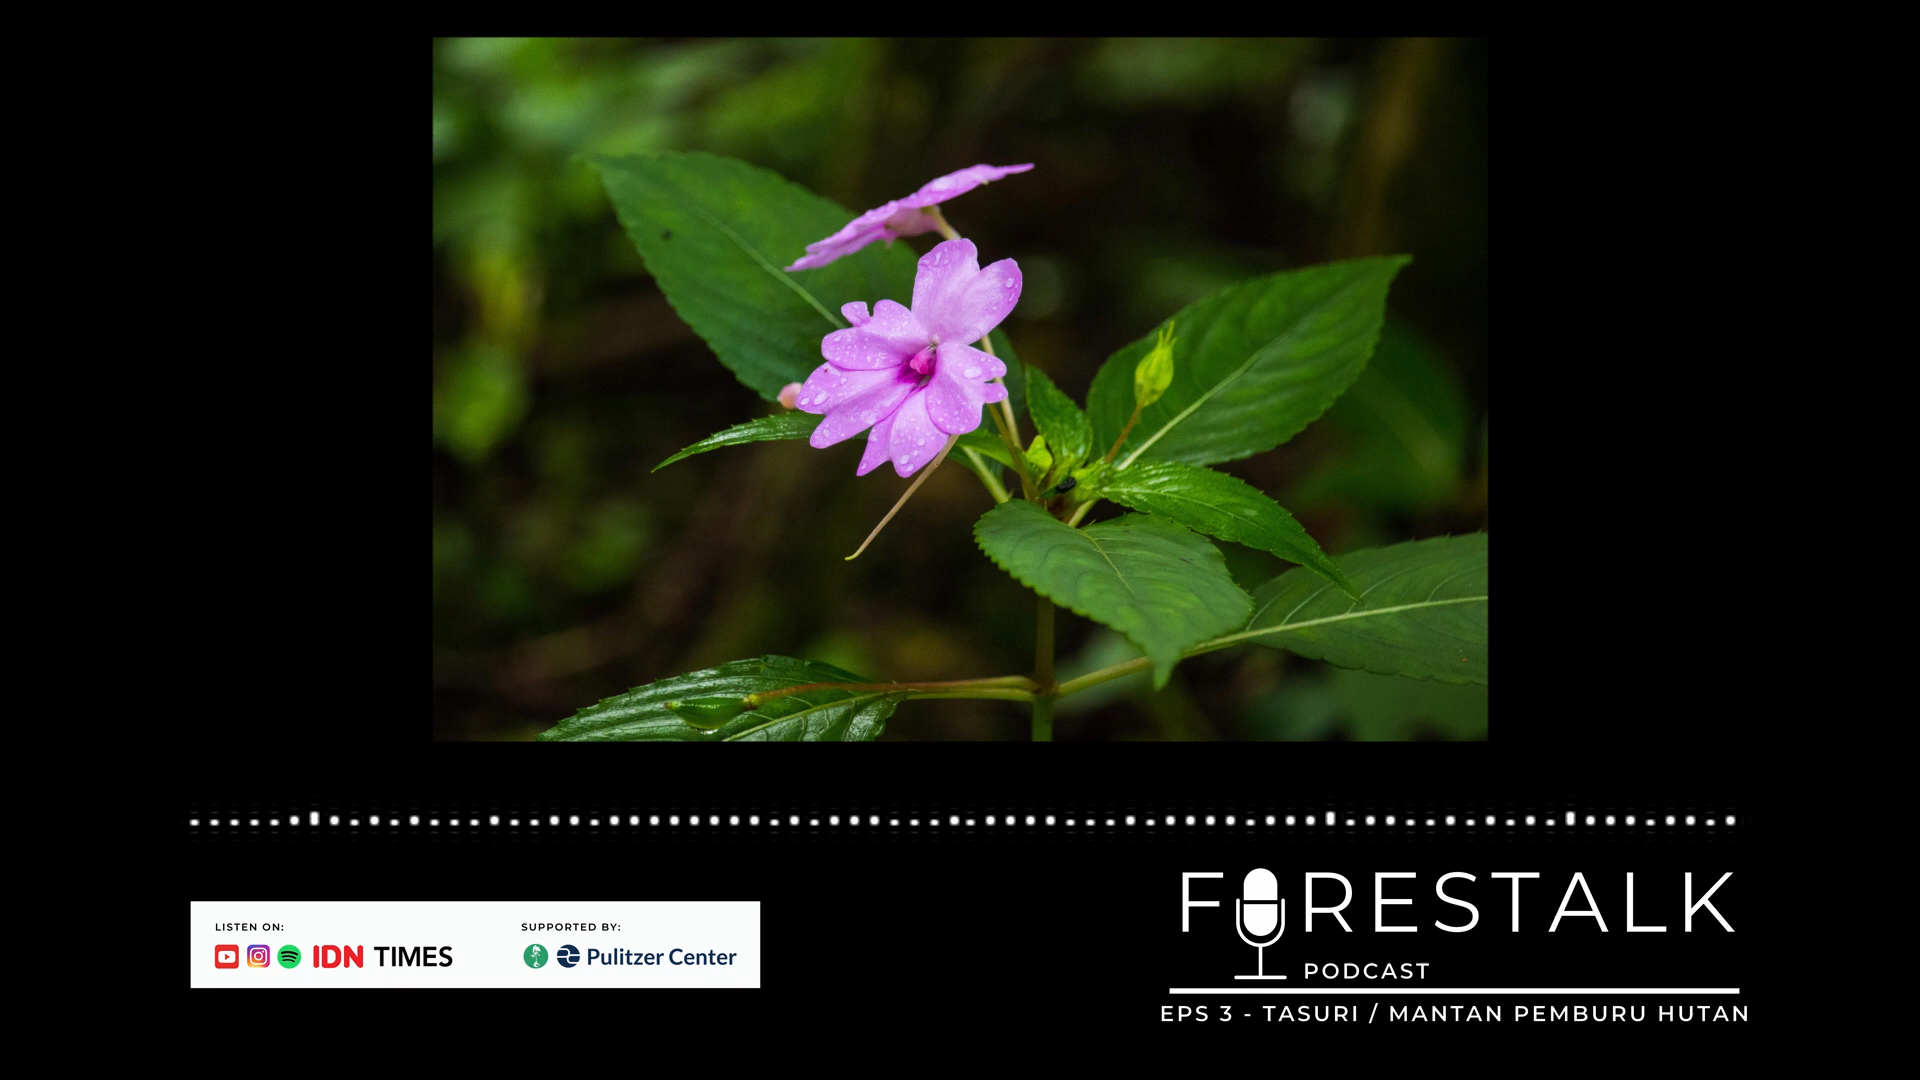 LISTEN ON:
IDN TIMES
SUPPORTED BY:
Pulitzer Center
FORESTALK
PODCAST
EPS 3 - TASURI / MANTAN PEMBURU HUTAN